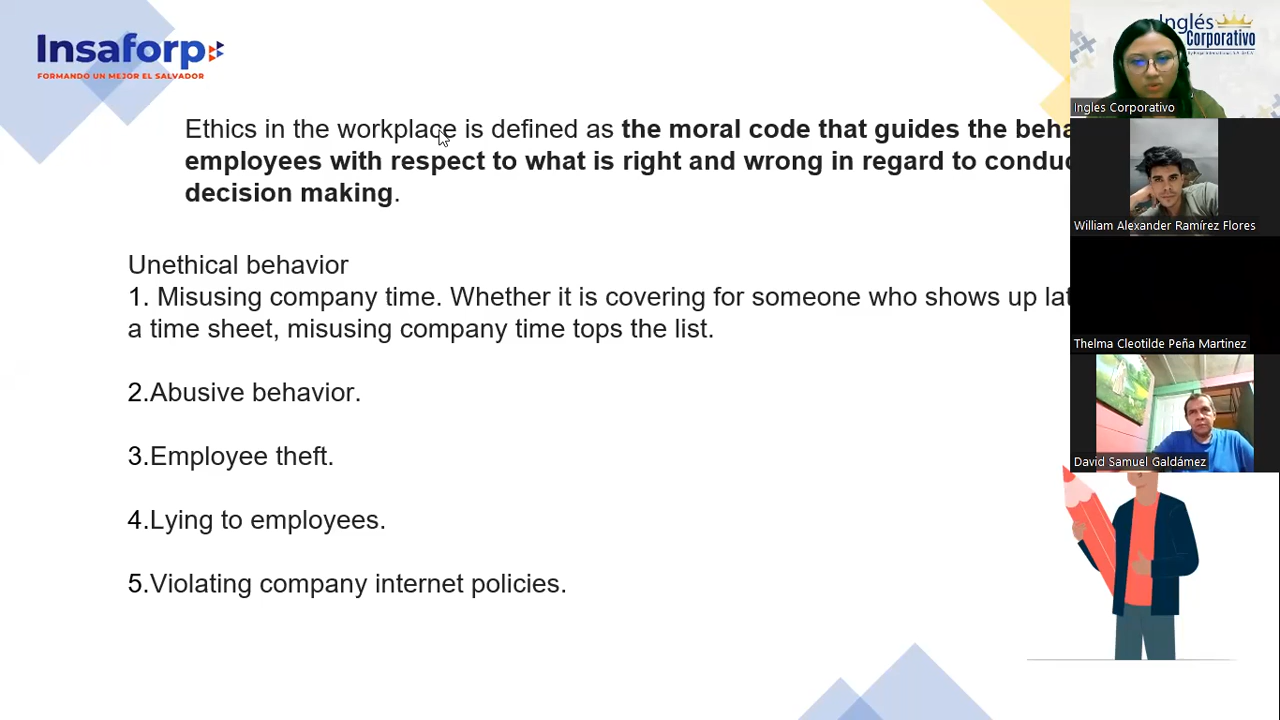 Insaforp
FORMANDO UN MEJOR EL SALVADOR
Ethics in the workplace is defined as the moral code that guides the beha
employees with respect to what is right and wrong in regard to conduc
decision making.
Unethical behavior
1. Misusing company time. Whether it is covering for someone who shows up lat
a time sheet, misusing company time tops the list.
2.Abusive behavior.
3.Employee theft.
4.Lying to employees.
5.Violating company internet policies.
Inglés
Corporativo
Ingles Corporativo
William Alexander Ramírez Flores
Thelma Cleotilde Peña Martinez
David Samuel Galdámez